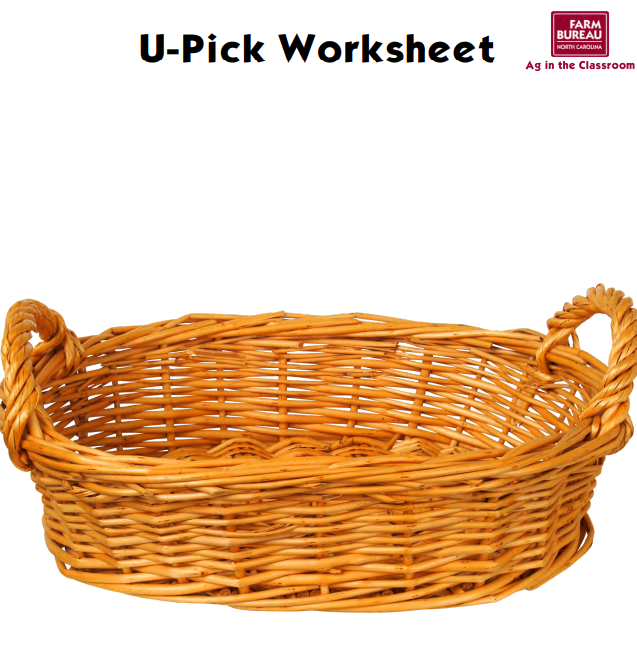 U-Pick Worksheet
FARM
BUREAU
NORTH CAROLINA
Ag in the Classroom